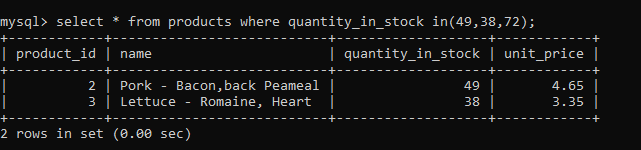 mysql> select * from products where quantity_in_stock in(49,38,72);
+------------+------------------------------+-------------------+------------+
| product_id | name                         | quantity_in_stock | unit_price |
+------------+------------------------------+-------------------+------------+
|          2 | Pork - Bacon,back Peameal    |                49 |       4.65 |
|          3 | Lettuce - Romaine, Heart     |                38 |       3.35 |
+------------+------------------------------+-------------------+------------+
2 rows in set (0.00 sec)